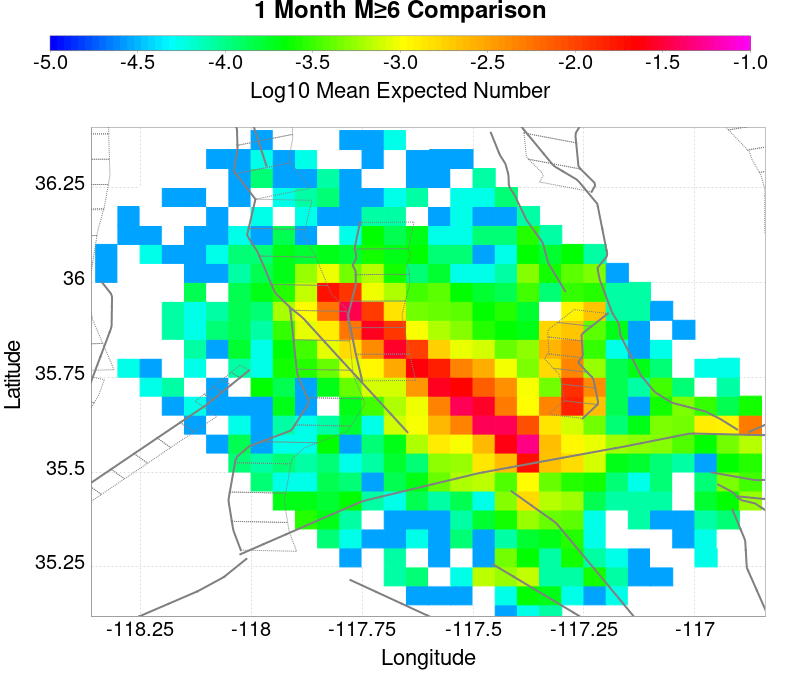 1 Month M≥6 Comparison
-5.0 -4.5 -4.0 -3.5 -3.0 -2.5 -2.0 -1.5 -1.0
Log10 Mean Expected Number
36.25
36
35.75
35.5
35.25
Latitude
-118.25 -118 -117.75 -117.5 -117.25 -117
Longitude